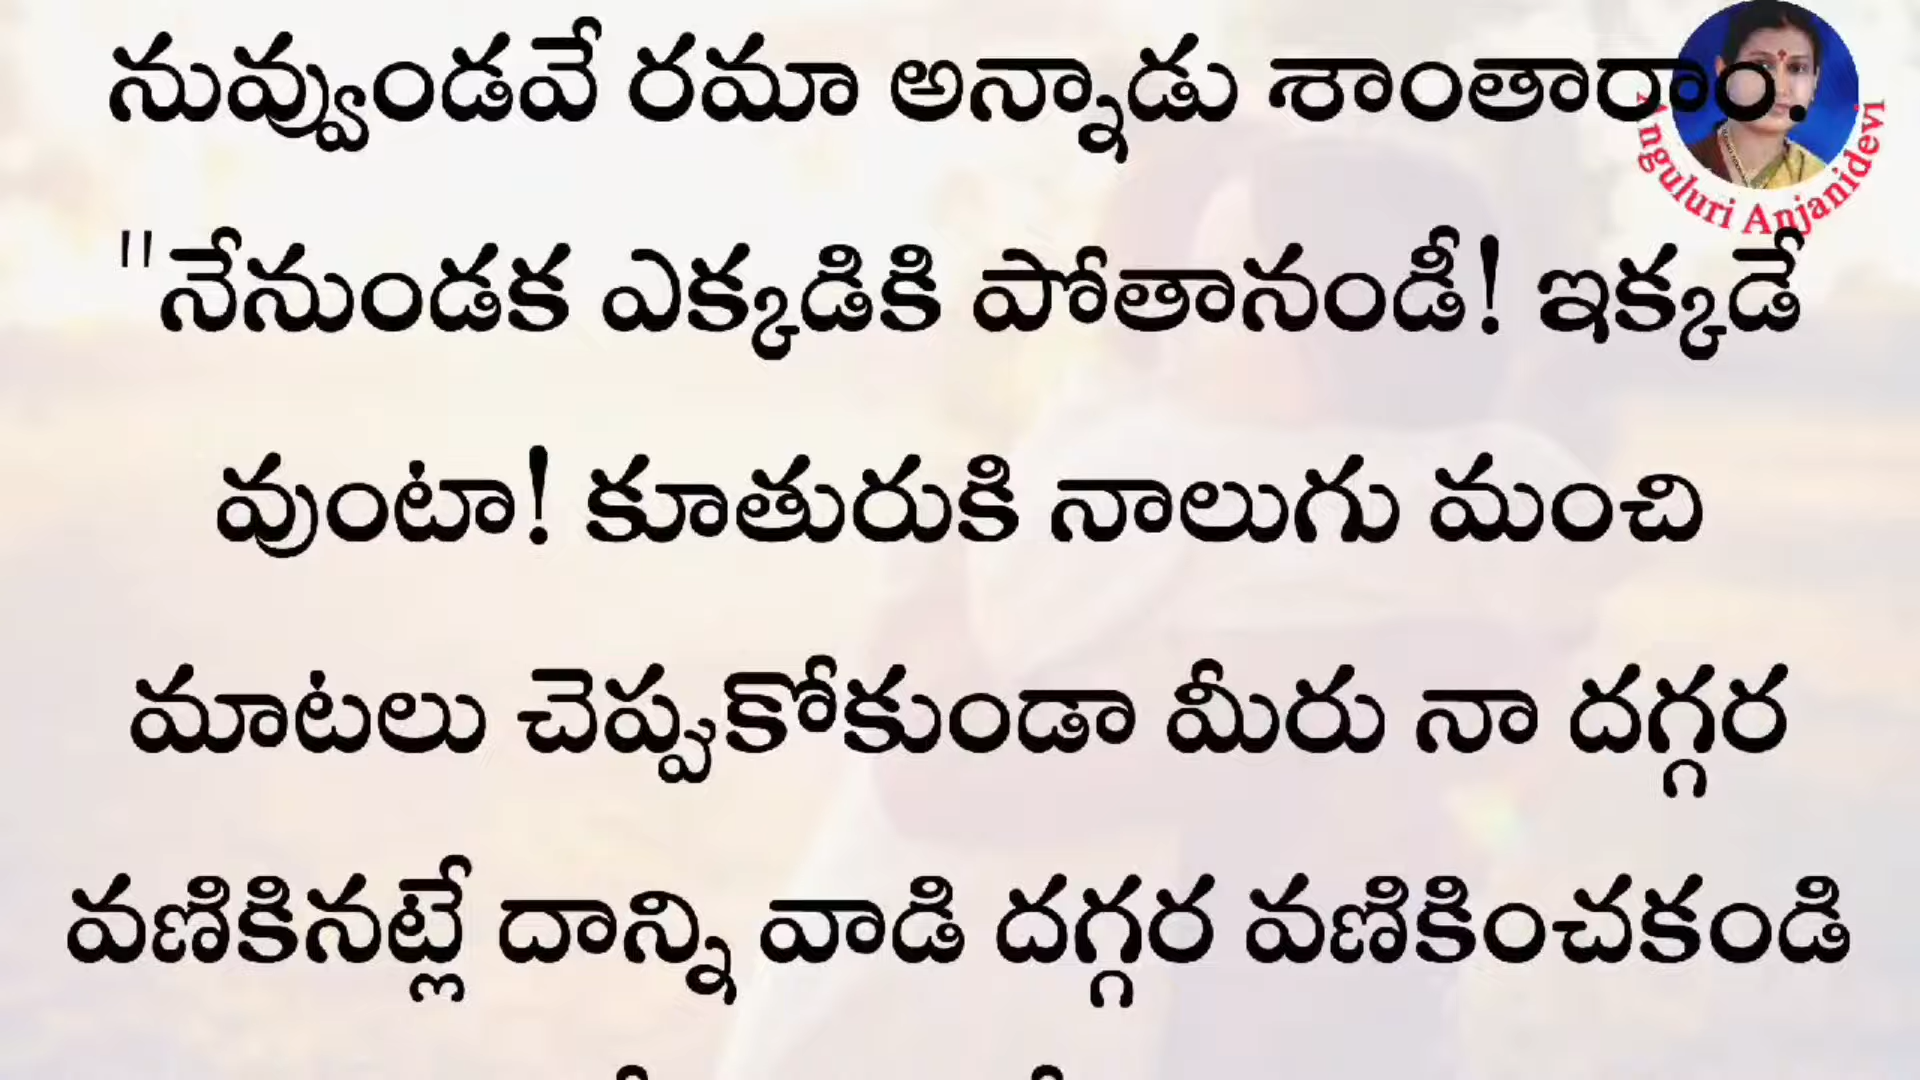 నువ్వుండవే రమా అన్నాడు శాంతారాం.
Anguluri Anjanidevi
"నేనుండక ఎక్కడికి పోతానండీ! ఇక్కడే
వుంటా! కూతురుకి నాలుగు మంచి
మాటలు చెప్పుకోకుండా మీరు నా దగ్గర
వణికినట్లే దాన్ని వాడి దగ్గర వణికించకండి